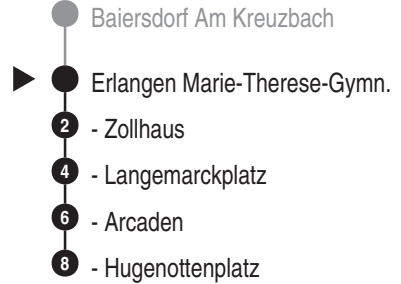 Baiersdorf Am Kreuzbach
Erlangen Marie-Therese-Gymn.
2 - Zollhaus
4 - Langemarckplatz
6 - Arcaden
8 - Hugenottenplatz